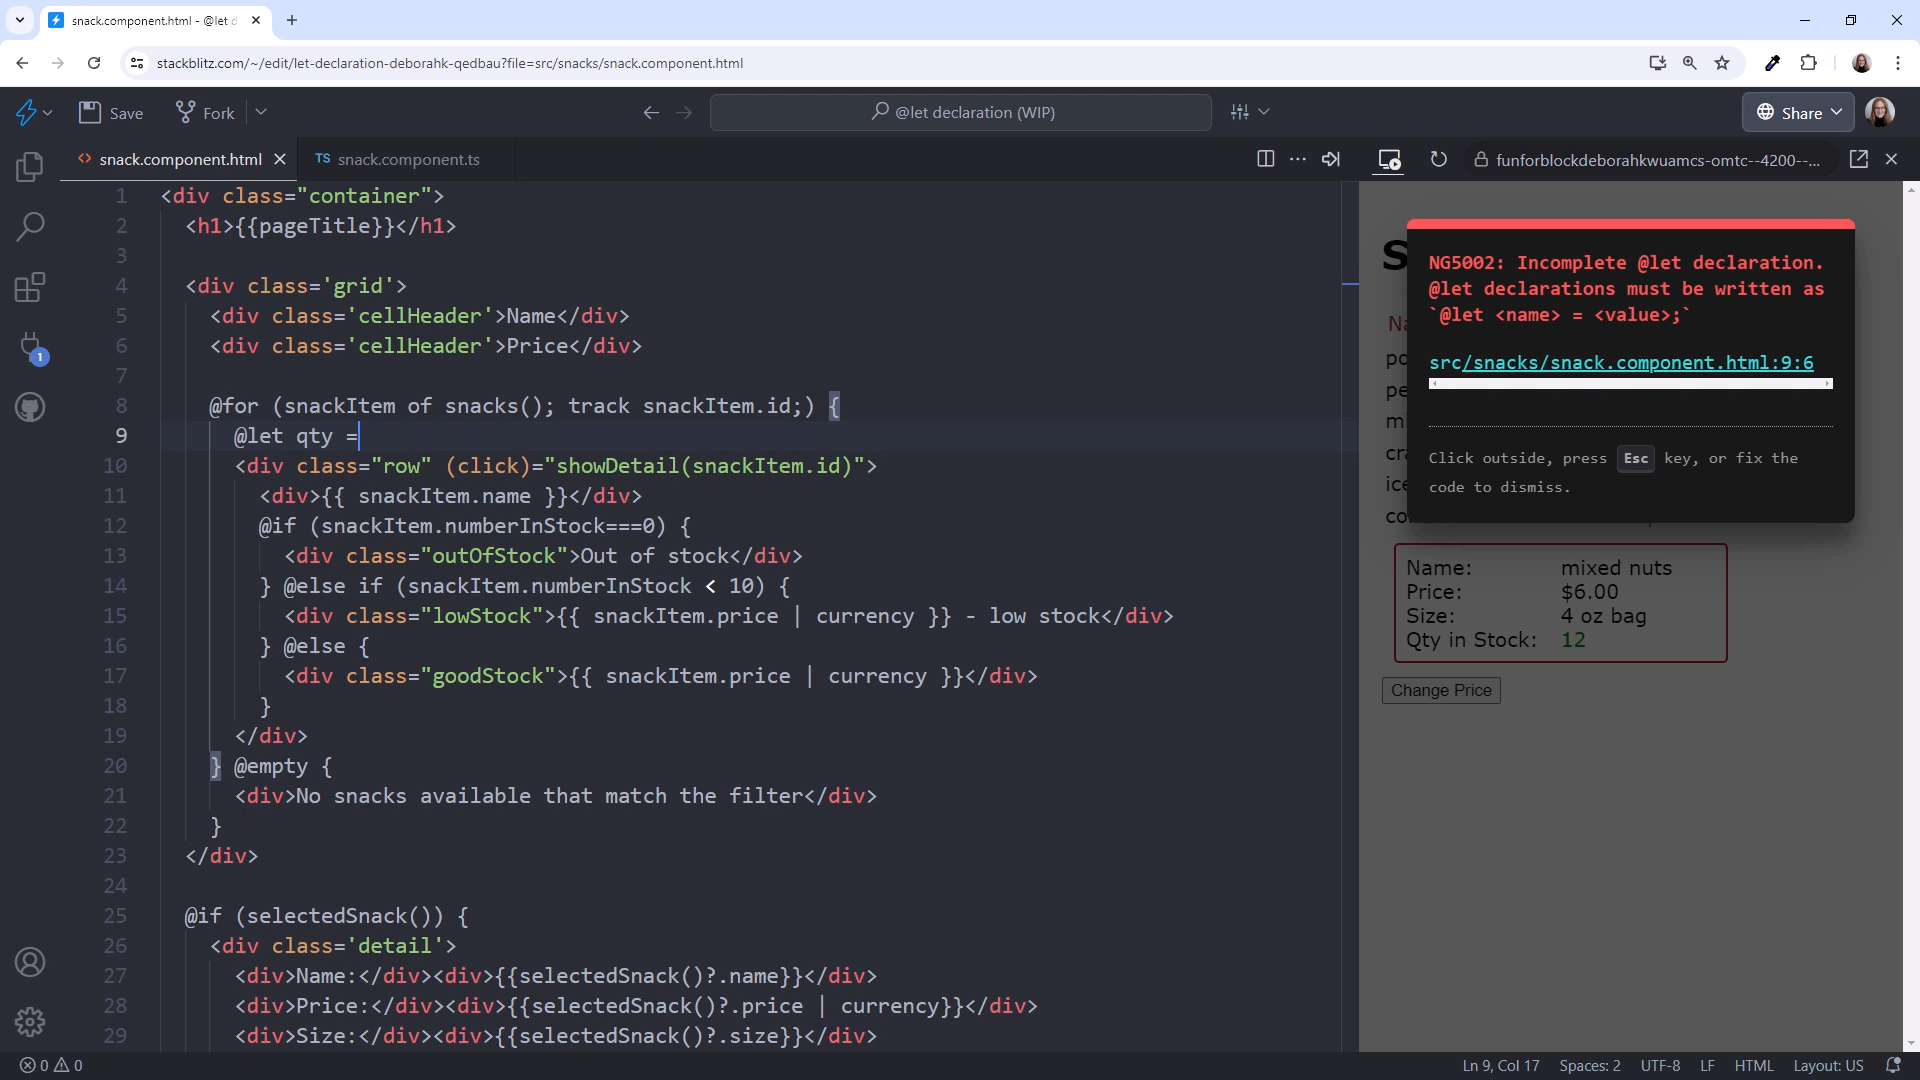 snack.component.html - @let d
stackblitz.com/~/edit/let-declaration-deborahk-qedbau?file=src/snacks/snack.component.html
Save
Fork
@let declaration (WIP)
Share
snack.component.html
TS snack.component.ts
funforblockdeborahkwuamcs-omtc--4200--...
1 <div class="container">
2 <h1>{{pageTitle}}</h1>
3
4 <div class='grid'>
5 <div class='cellHeader'>Name</div>
6 <div class='cellHeader'>Price</div>
7
8 @for (snackItem of snacks(); track snackItem.id;) {
9 @let qty =
10 <div class="row" (click)="showDetail(snackItem.id)">
11 <div>{{ snackItem.name }}</div>
12 @if (snackItem.numberInStock===0) {
13 <div class="outOfStock">Out of stock</div>
14 } @else if (snackItem.numberInStock < 10) {
15 <div class="lowStock">{{ snackItem.price | currency }} - low stock</div>
16 } @else {
17 <div class="goodStock">{{ snackItem.price | currency }}</div>
18 }
19 </div>
20 } @empty {
21 <div>No snacks available that match the filter</div>
22 }
23 </div>
24
25 @if (selectedSnack()) {
26 <div class='detail'>
27 <div>Name:</div><div>{{selectedSnack()?.name}}</div>
28 <div>Price:</div><div>{{selectedSnack()?.price | currency}}</div>
29 <div>Size:</div><div>{{selectedSnack()?.size}}</div>
1
S
Na
po
pe
mi
cra
ice
co
NG5002: Incomplete @let declaration.
@let declarations must be written as
`@let <name> = <value>;`
src/snacks/snack.component.html:9:6
Click outside, press Esc key, or fix the
code to dismiss.
Name: mixed nuts
Price: $6.00
Size: 4 oz bag
Qty in Stock: 12
Change Price
0 0
Ln 9, Col 17
Spaces: 2
UTF-8
LF
HTML
Layout: US